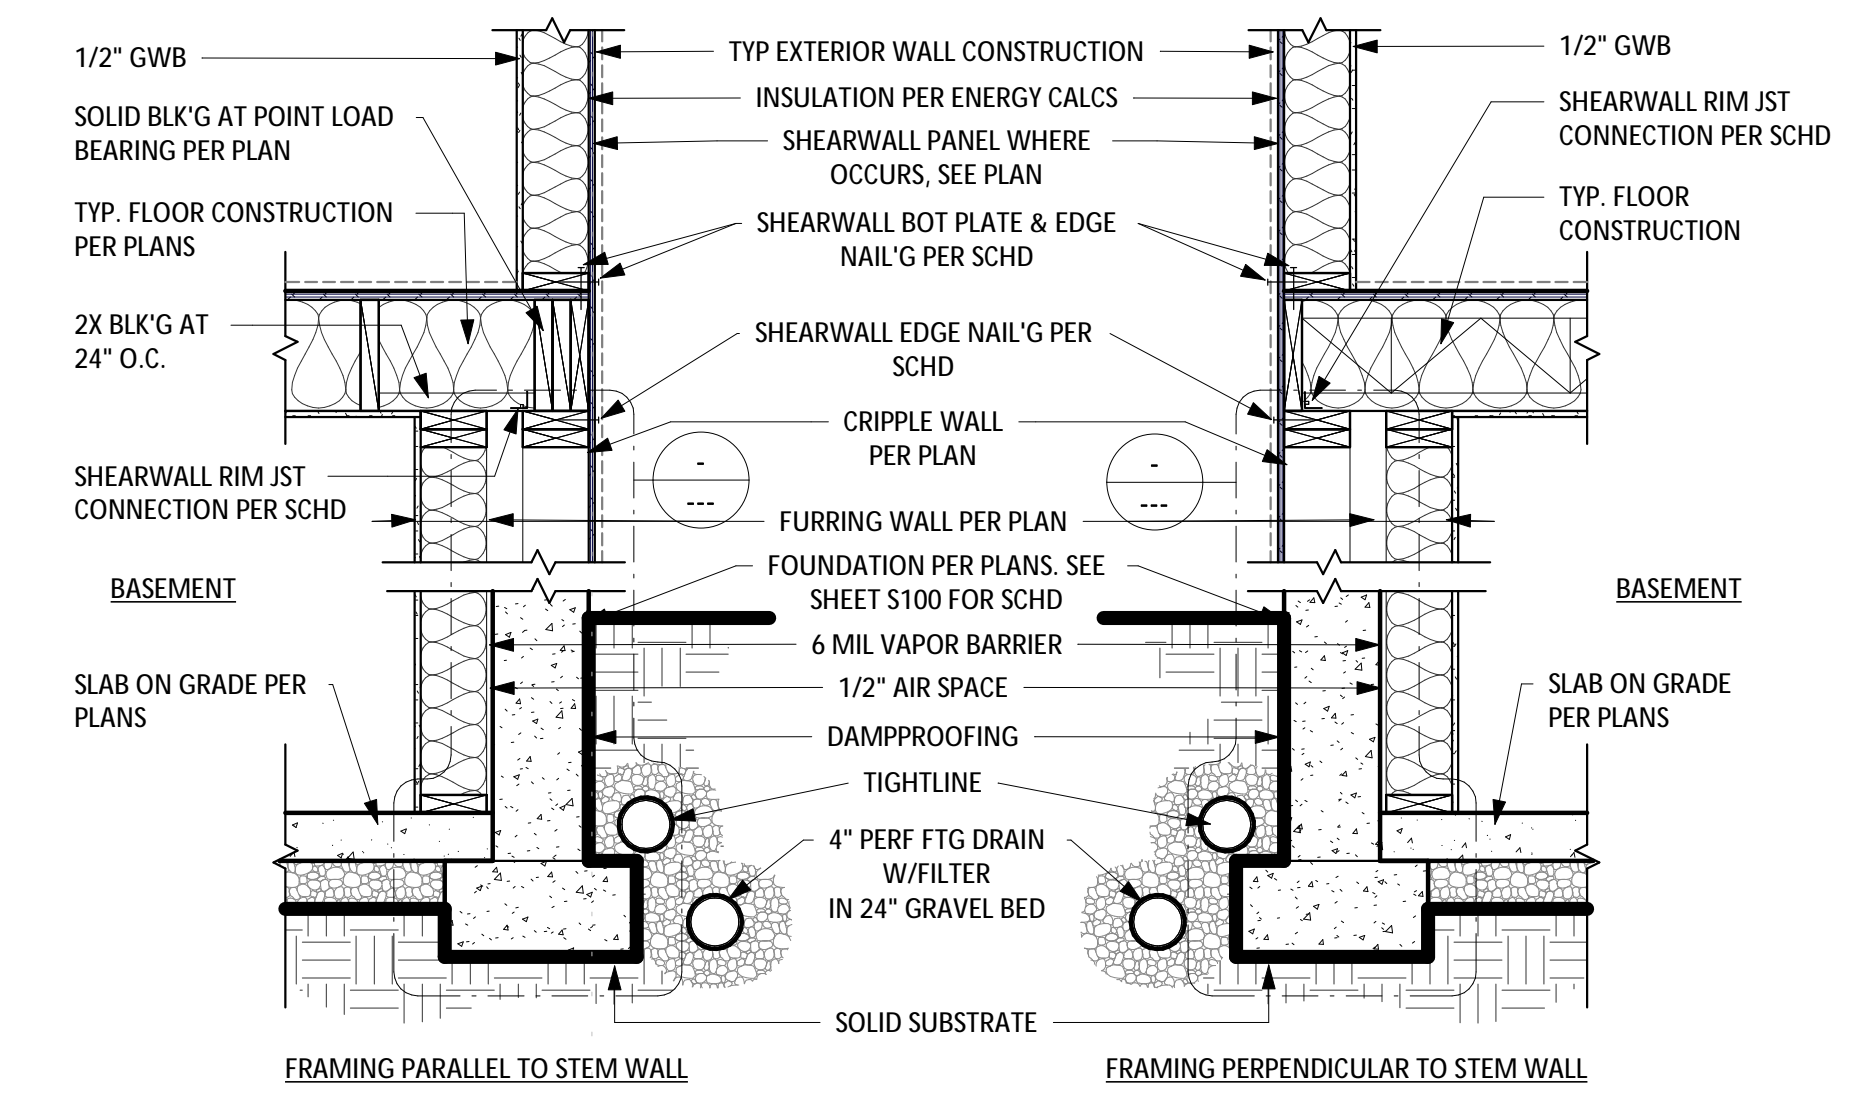 1/2" GWB
SOLID BLK'G AT POINT LOAD
BEARING PER PLAN
TYP. FLOOR CONSTRUCTION
PER PLANS
2X BLK'G AT
24" O.C.
SHEARWALL RIM JST
CONNECTION PER SCHD
BASEMENT
SLAB ON GRADE PER
PLANS
TYP EXTERIOR WALL CONSTRUCTION
INSULATION PER ENERGY CALCS
SHEARWALL PANEL WHERE
OCCURS, SEE PLAN
SHEARWALL BOT PLATE & EDGE
NAIL'G PER SCHD
SHEARWALL EDGE NAIL'G PER
SCHD
CRIPPLE WALL
PER PLAN
-
---
-
---
FURRING WALL PER PLAN
FOUNDATION PER PLANS. SEE
SHEET S100 FOR SCHD
6 MIL VAPOR BARRIER
1/2" AIR SPACE
DAMPPROOFING
TIGHTLINE
4" PERF FTG DRAIN
W/FILTER
IN 24" GRAVEL BED
SOLID SUBSTRATE
1/2" GWB
SHEARWALL RIM JST
CONNECTION PER SCHD
TYP. FLOOR
CONSTRUCTION
BASEMENT
SLAB ON GRADE
PER PLANS
FRAMING PARALLEL TO STEM WALL
FRAMING PERPENDICULAR TO STEM WALL